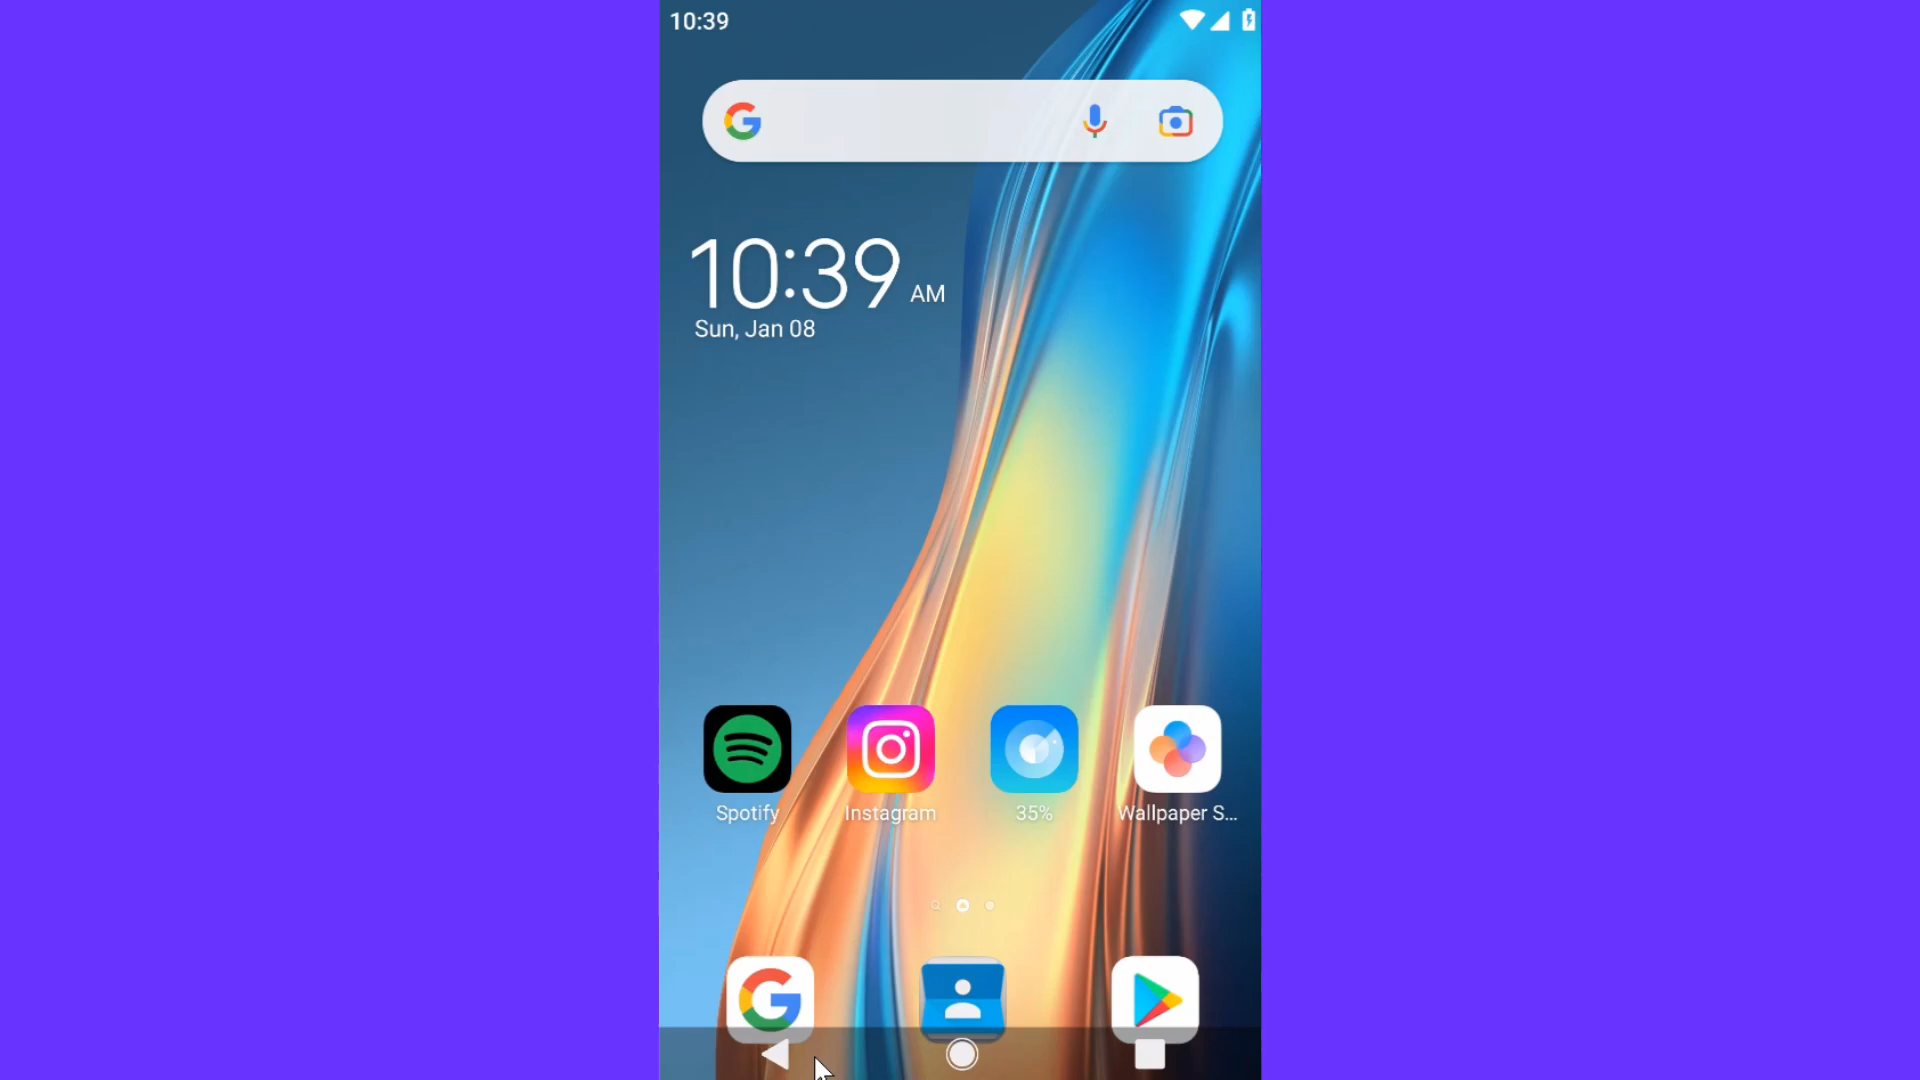 10:39
10:39 AM
Sun, Jan 08
Spotify
Instagram
35%
Wallpaper S...